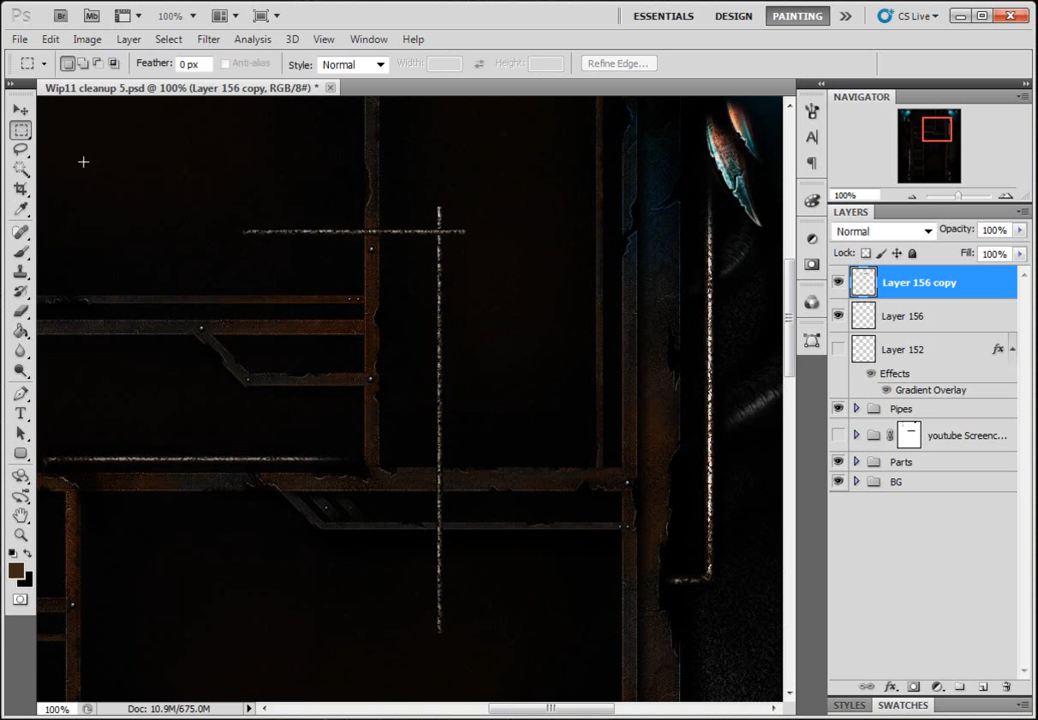 Ps Br Mb 100% ESSENTIALS DESIGN PAINTING CS Live
File Edit Image Layer Select Filter Analysis 3D View Window Help
Feather: 0 px Anti-alias Style: Normal Width: Height: Refine Edge...
Wip11 cleanup 5.psd @ 100% (Layer 156 copy, RGB/8#) *
NAVIGATOR
100%
LAYERS
Normal Opacity: 100%
Lock: Fill: 100%
Layer 156 copy
Layer 156
Layer 152 fx
Effects
Gradient Overlay
Pipes
youtube Screenc...
Parts
BG
fx
100% Doc: 10.9M/675.0M
STYLES SWATCHES